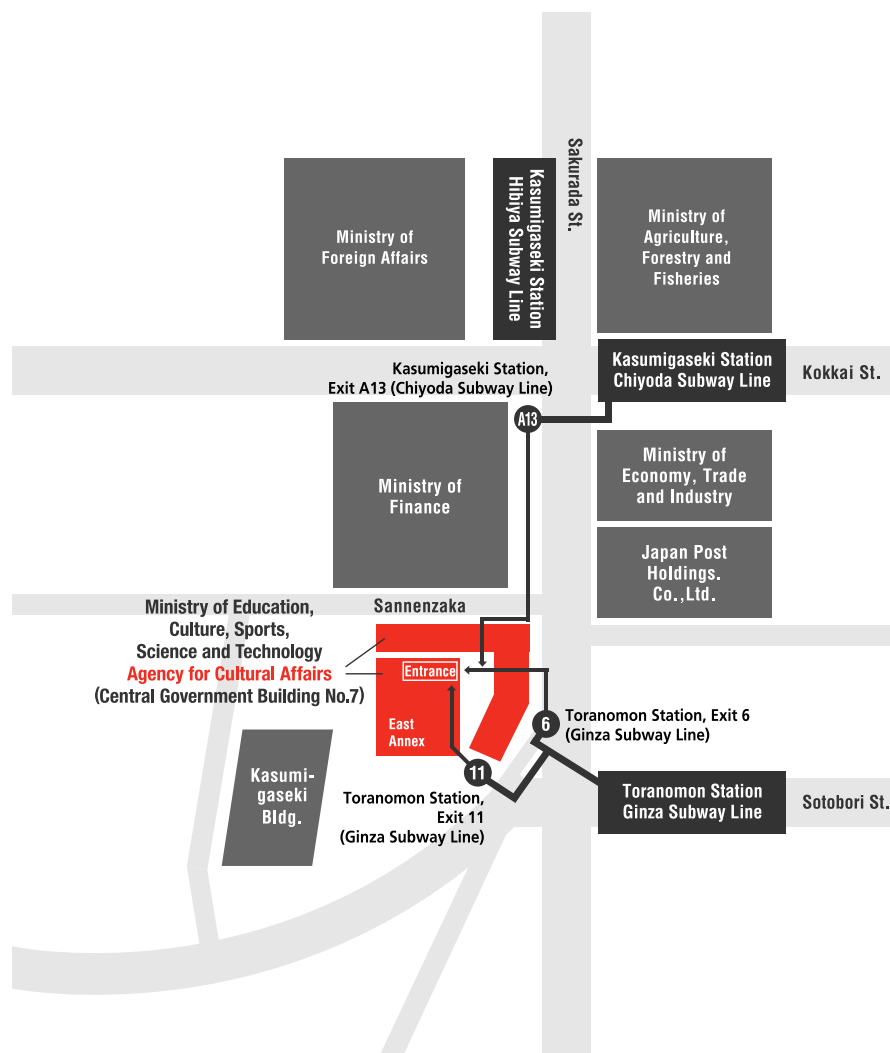 Sakurada St.
Ministry of
Foreign Affairs
Kasumigaseki Station
Hibiya Subway Line
Ministry of
Agriculture,
Forestry and
Fisheries
Kasumigaseki Station,
Exit A13 (Chiyoda Subway Line)
Kasumigaseki Station
Chiyoda Subway Line
Kokkai St.
A13
Ministry of
Finance
Ministry of
Economy, Trade
and Industry
Japan Post
Holdings.
Co.,Ltd.
Sannenzaka
Ministry of Education,
Culture, Sports,
Science and Technology
Agency for Cultural Affairs
(Central Government Building No.7)
Entrance
East
Annex
6
Toranomon Station, Exit 6
(Ginza Subway Line)
Kasumi-
gaseki
Bldg.
11
Toranomon Station,
Exit 11
(Ginza Subway Line)
Toranomon Station
Ginza Subway Line
Sotobori St.